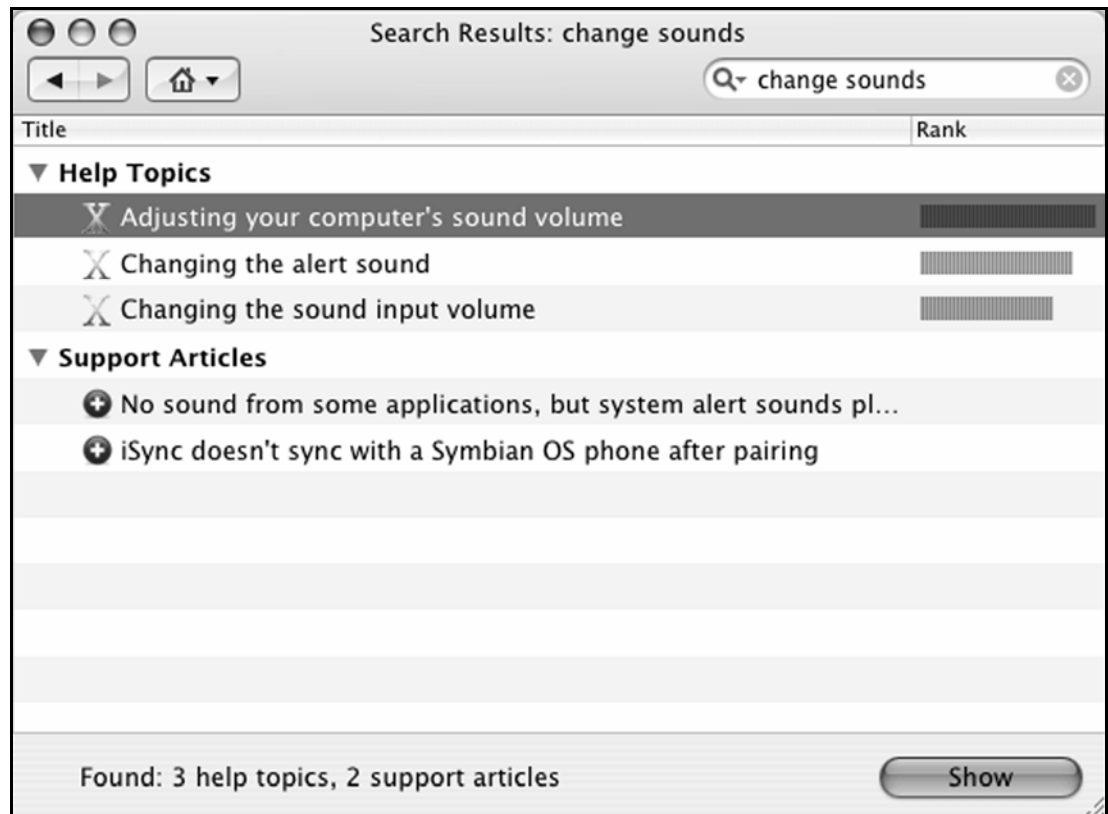 Search Results: change sounds
change sounds
Title Rank
Help Topics
Adjusting your computer's sound volume
Changing the alert sound
Changing the sound input volume
Support Articles
No sound from some applications, but system alert sounds pl...
iSync doesn't sync with a Symbian OS phone after pairing
Found: 3 help topics, 2 support articles Show